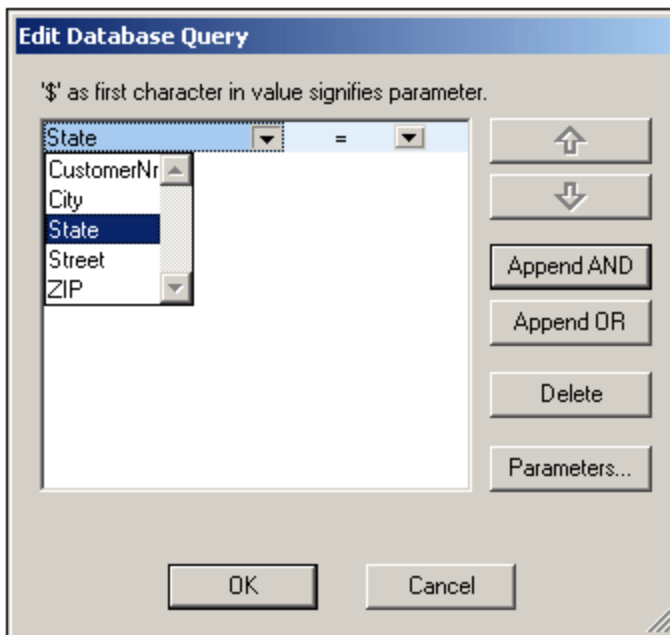 Edit Database Query
'$' as first character in value signifies parameter.
State =
CustomerNr
City
State
Street
ZIP
Append AND
Append OR
Delete
Parameters...
OK Cancel